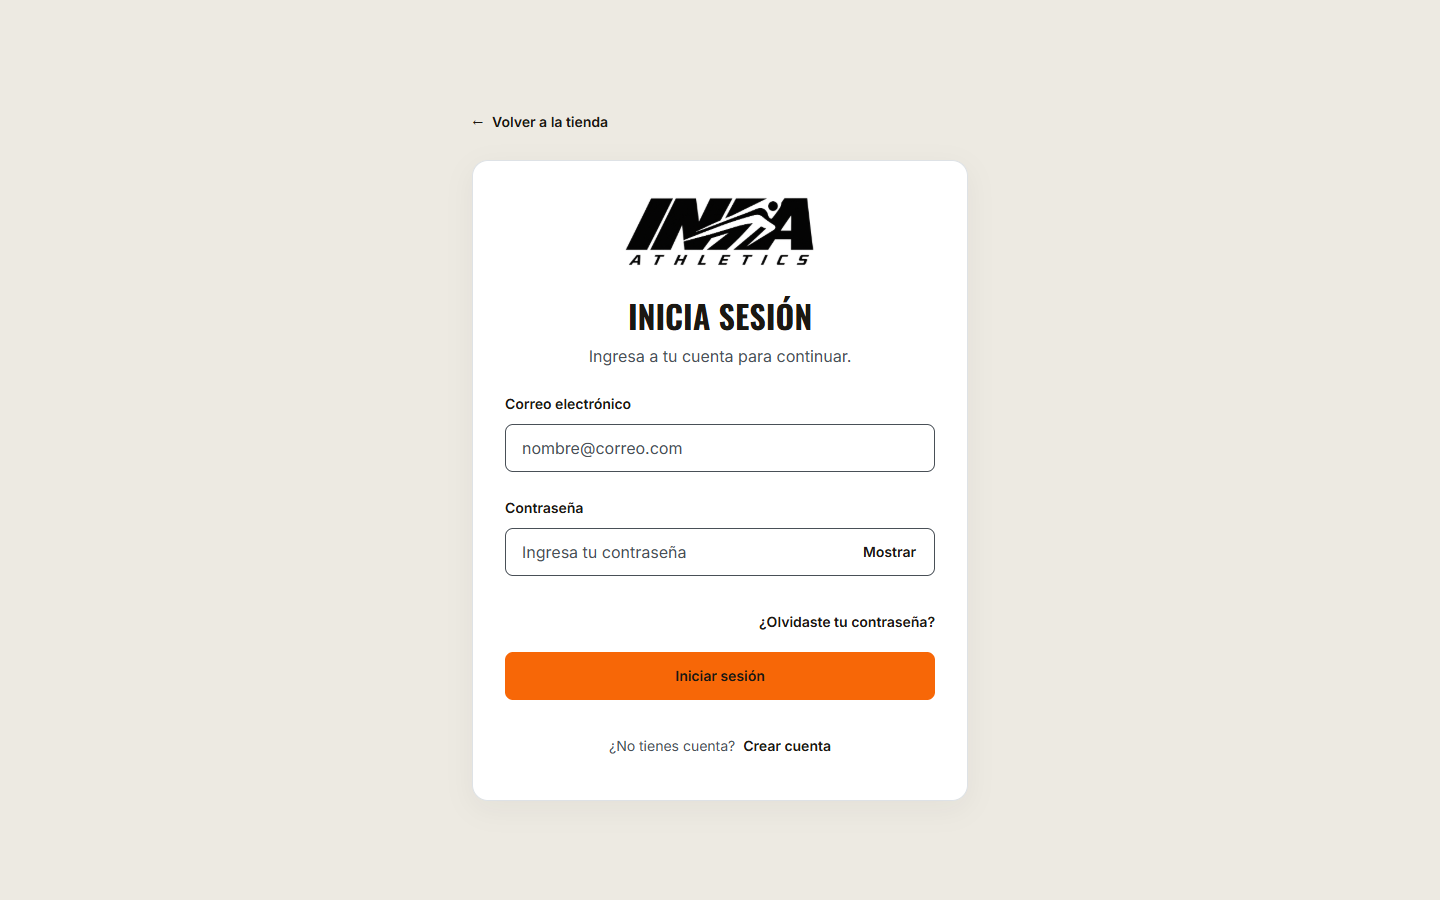 ← Volver a la tienda
INFA
ATHLETICS
INICIA SESIÓN
Ingresa a tu cuenta para continuar.
Correo electrónico
nombre@correo.com
Contraseña
Ingresa tu contraseña
Mostrar
¿Olvidaste tu contraseña?
Iniciar sesión
¿No tienes cuenta? Crear cuenta